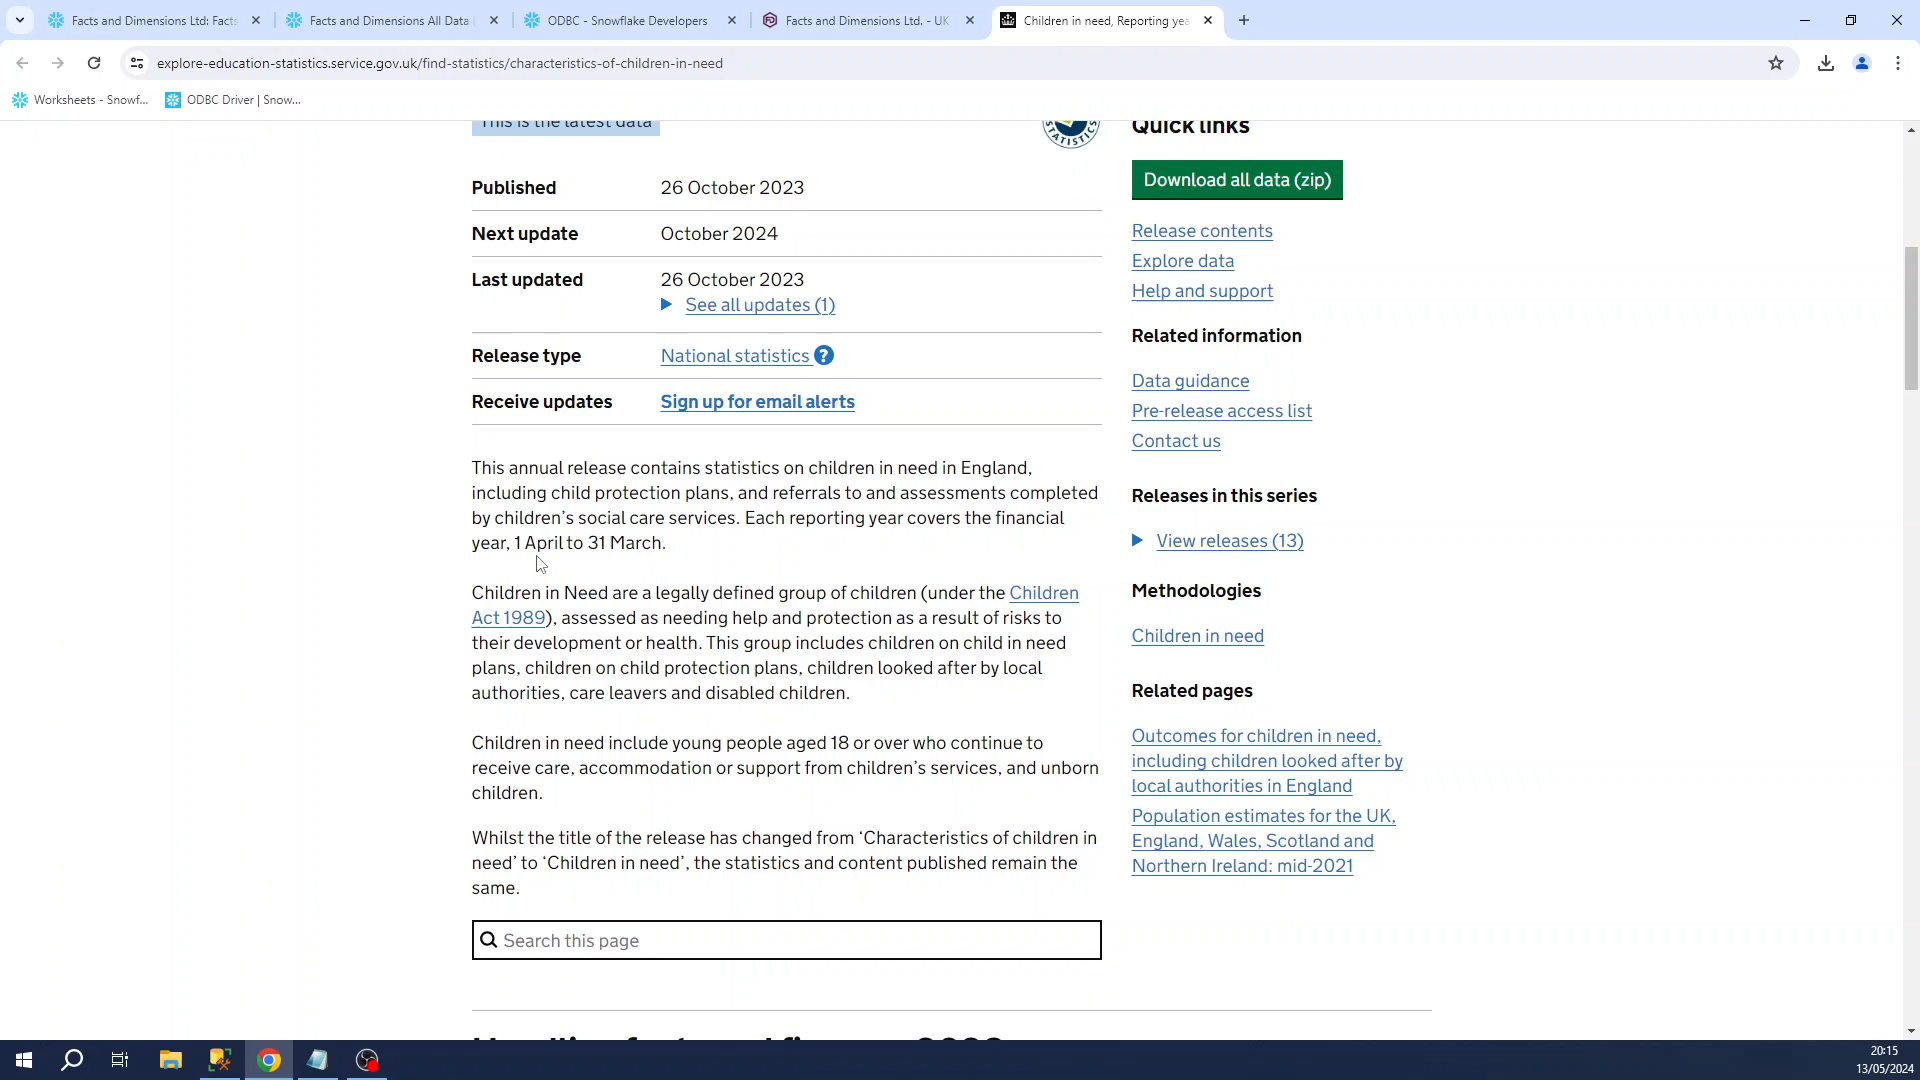 Facts and Dimensions Ltd: Facts
Facts and Dimensions All Data
ODBC - Snowflake Developers
Facts and Dimensions Ltd. - UK
Children in need, Reporting yea
explore-education-statistics.service.gov.uk/find-statistics/characteristics-of-children-in-need
Worksheets - Snowf...
ODBC Driver | Snow...
This is the latest data
STATISTICS
Quick links
Published 26 October 2023
Download all data (zip)
Next update October 2024
Release contents
Explore data
Last updated 26 October 2023
See all updates (1)
Help and support
Related information
Release type National statistics ?
Data guidance
Receive updates Sign up for email alerts
Pre-release access list
Contact us
This annual release contains statistics on children in need in England,
including child protection plans, and referrals to and assessments completed
by children's social care services. Each reporting year covers the financial
year, 1 April to 31 March.
Releases in this series
View releases (13)
Children in Need are a legally defined group of children (under the Children
Act 1989), assessed as needing help and protection as a result of risks to
their development or health. This group includes children on child in need
plans, children on child protection plans, children looked after by local
authorities, care leavers and disabled children.
Methodologies
Children in need
Related pages
Children in need include young people aged 18 or over who continue to
receive care, accommodation or support from children's services, and unborn
children.
Outcomes for children in need,
including children looked after by
local authorities in England
Population estimates for the UK,
England, Wales, Scotland and
Northern Ireland: mid-2021
Whilst the title of the release has changed from ‘Characteristics of children in
need’ to ‘Children in need’, the statistics and content published remain the
same.
Search this page
20:15
13/05/2024